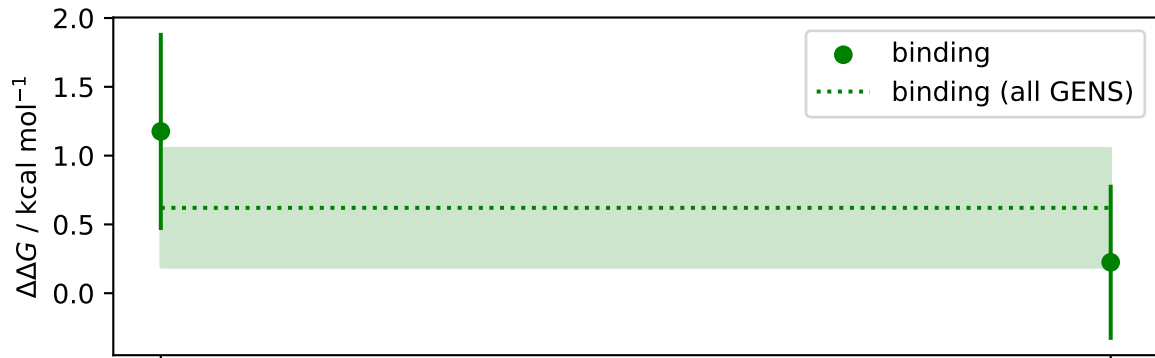 2.0
1.5
1.0
0.5
0.0
ΔΔG / kcal mol⁻¹
binding
binding (all GENS)